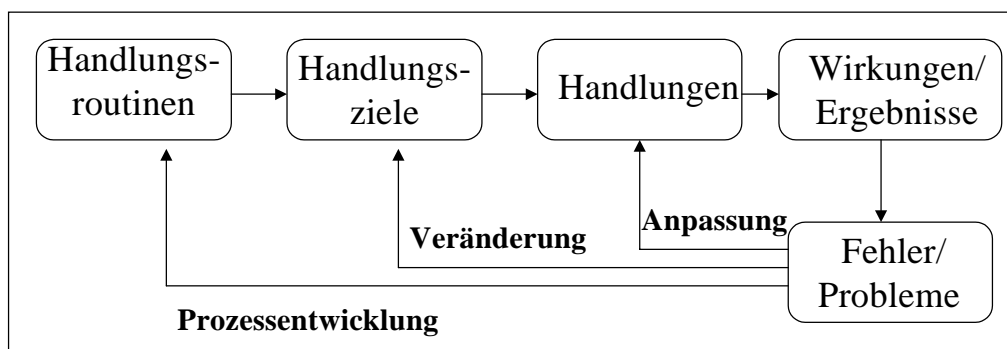 Handlungs-
routinen
Handlungs-
ziele
Handlungen
Wirkungen/
Ergebnisse
Anpassung
Veränderung
Fehler/
Probleme
Prozessentwicklung